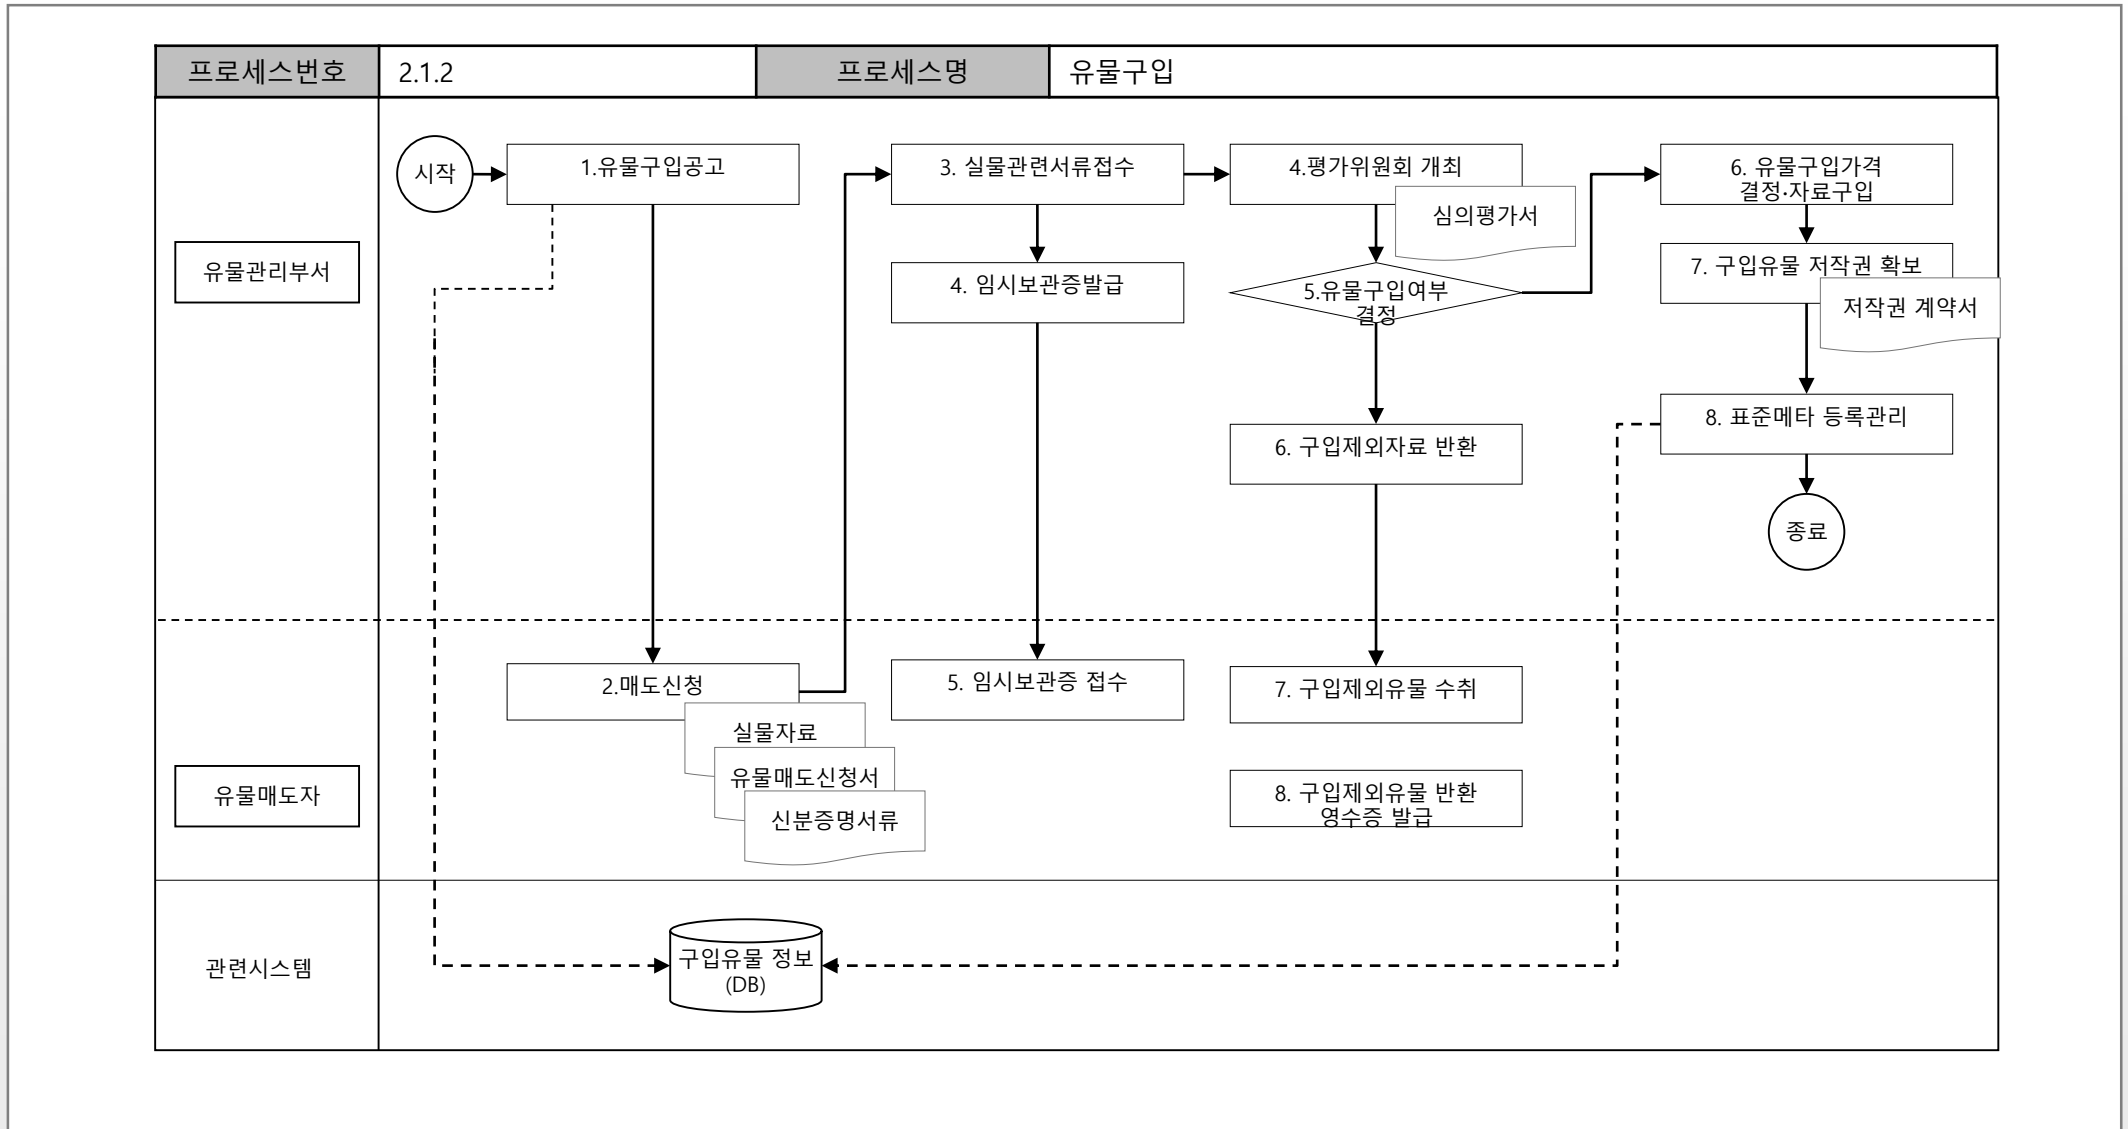 프로세스번호
2.1.2
프로세스명
유물구입
시작
1.유물구입공고
3. 실물관련서류접수
4.평가위원회 개최
6. 유물구입가격
결정·자료구입
심의평가서
유물관리부서
4. 임시보관증발급
5.유물구입여부
결정
7. 구입유물 저작권 확보
저작권 계약서
6. 구입제외자료 반환
8. 표준메타 등록관리
종료
2.매도신청
5. 임시보관증 접수
7. 구입제외유물 수취
실물자료
유물매도신청서
신분증명서류
유물매도자
8. 구입제외유물 반환
영수증 발급
관련시스템
구입유물 정보
(DB)